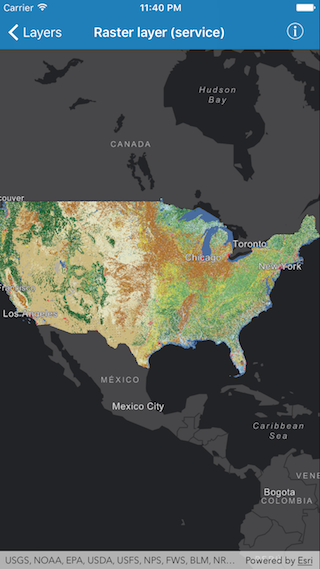 Carrier 11:40 PM
Layers Raster layer (service)
Hudson
Bay
CANADA
couver
Toronto
Chicago
New York
Los Angeles
MÉXICO
Mexico City
Caribbean
Sea
VENE
Bogota
COLOMBIA
USGS, NOAA, EPA, USDA, USFS, NPS, FWS, BLM, NR... Powered by Esri